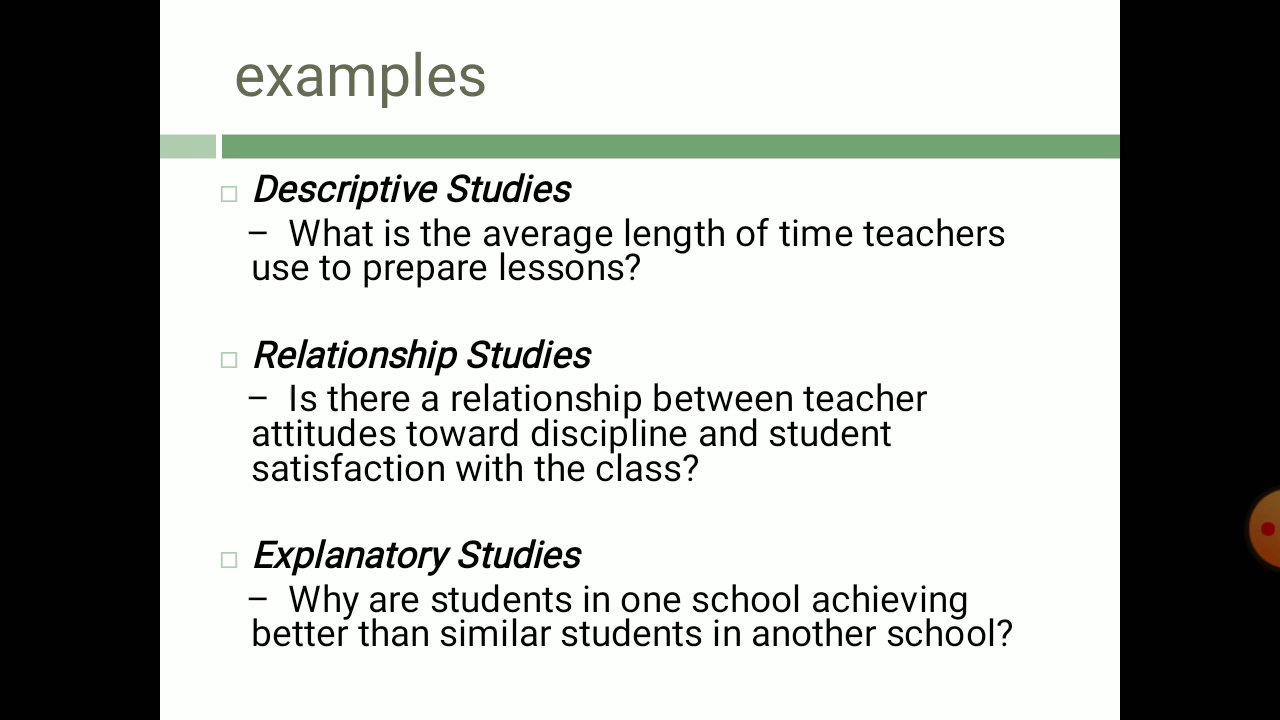 examples
Descriptive Studies
– What is the average length of time teachers
use to prepare lessons?
Relationship Studies
– Is there a relationship between teacher
attitudes toward discipline and student
satisfaction with the class?
Explanatory Studies
– Why are students in one school achieving
better than similar students in another school?